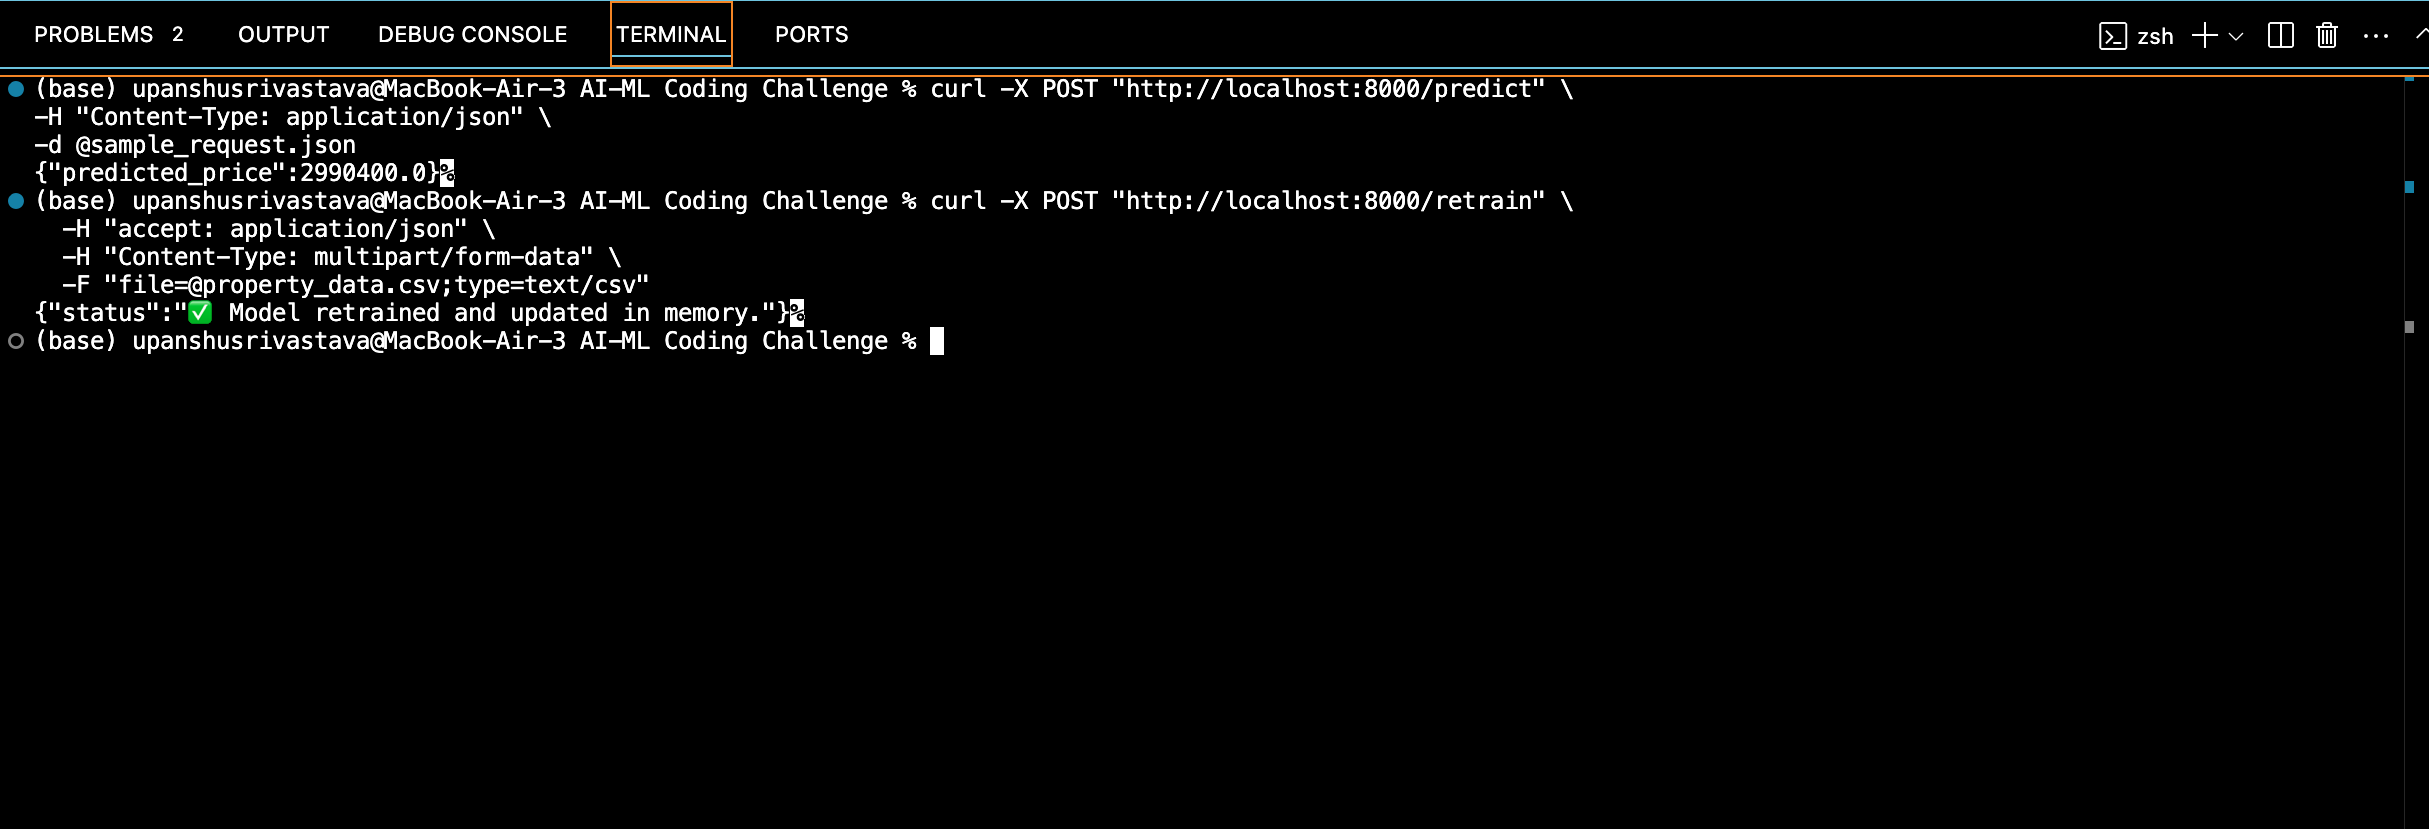 PROBLEMS 2 OUTPUT DEBUG CONSOLE TERMINAL PORTS zsh
(base) upanshusrivastava@MacBook-Air-3 AI-ML Coding Challenge % curl -X POST "http://localhost:8000/predict" \
-H "Content-Type: application/json" \
-d @sample_request.json
{"predicted_price":2990400.0}%
(base) upanshusrivastava@MacBook-Air-3 AI-ML Coding Challenge % curl -X POST "http://localhost:8000/retrain" \
  -H "accept: application/json" \
  -H "Content-Type: multipart/form-data" \
  -F "file=@property_data.csv;type=text/csv"
{"status":"✅ Model retrained and updated in memory."}%
(base) upanshusrivastava@MacBook-Air-3 AI-ML Coding Challenge %